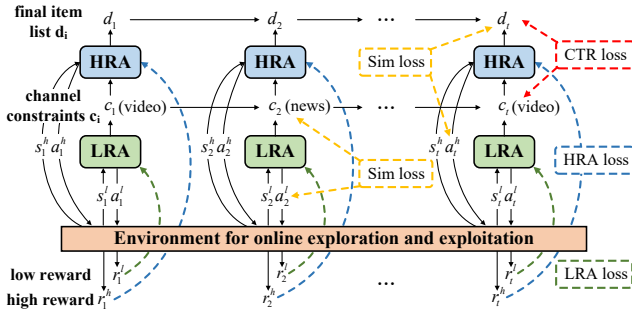 final item list dᵢ
d₁ d₂ ... dₜ
Sim loss
CTR loss
HRA HRA HRA
channel constraints cᵢ
c₁ (video) c₂ (news) ... cₜ (video)
s₁ʰ a₁ʰ s₂ʰ a₂ʰ sₜʰ aₜʰ
LRA LRA LRA
HRA loss
Sim loss
s₁ˡ a₁ˡ s₂ˡ a₂ˡ sₜˡ aₜˡ
Environment for online exploration and exploitation
low reward r₁ˡ r₂ˡ rₜˡ
LRA loss
high reward r₁ʰ r₂ʰ ... rₜʰ